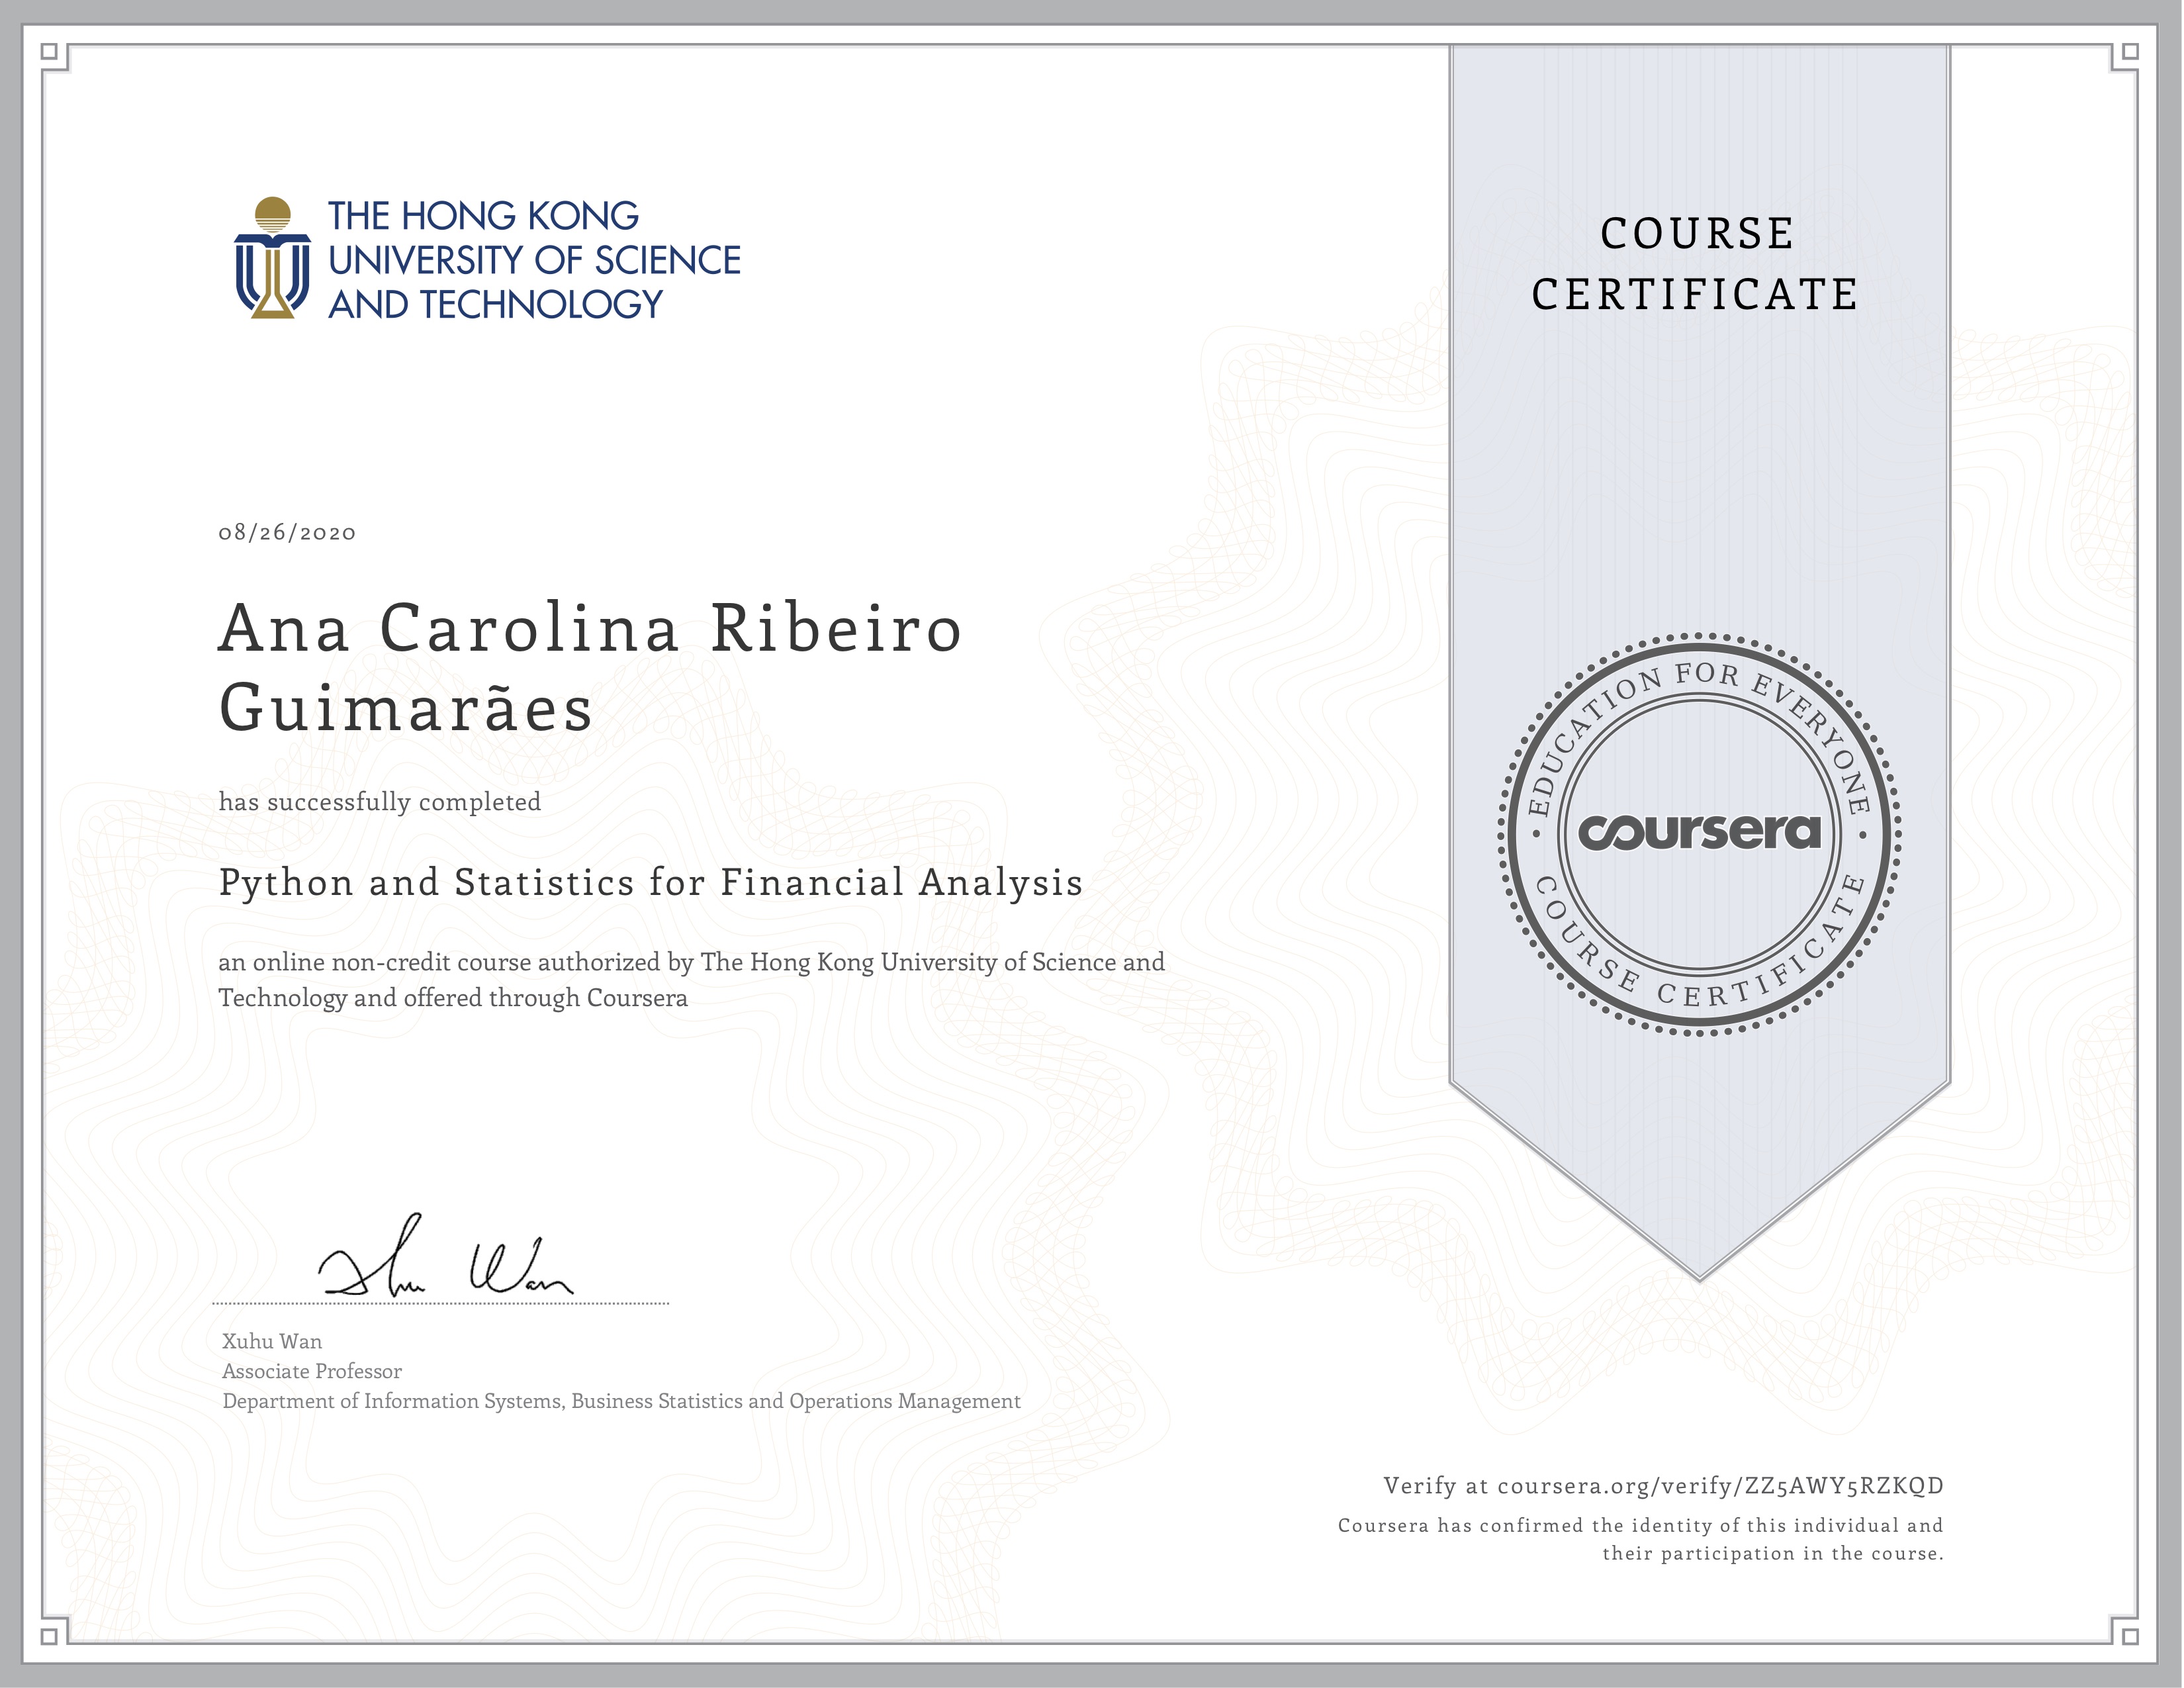 THE HONG KONG
UNIVERSITY OF SCIENCE
AND TECHNOLOGY
COURSE
CERTIFICATE
08/26/2020
Ana Carolina Ribeiro
Guimarães
has successfully completed
Python and Statistics for Financial Analysis
an online non-credit course authorized by The Hong Kong University of Science and
Technology and offered through Coursera
EDUCATION FOR EVERYONE
coursera
COURSE CERTIFICATE
Xuhu Wan
Associate Professor
Department of Information Systems, Business Statistics and Operations Management
Verify at coursera.org/verify/ZZ5AWY5RZKQD
Coursera has confirmed the identity of this individual and
their participation in the course.